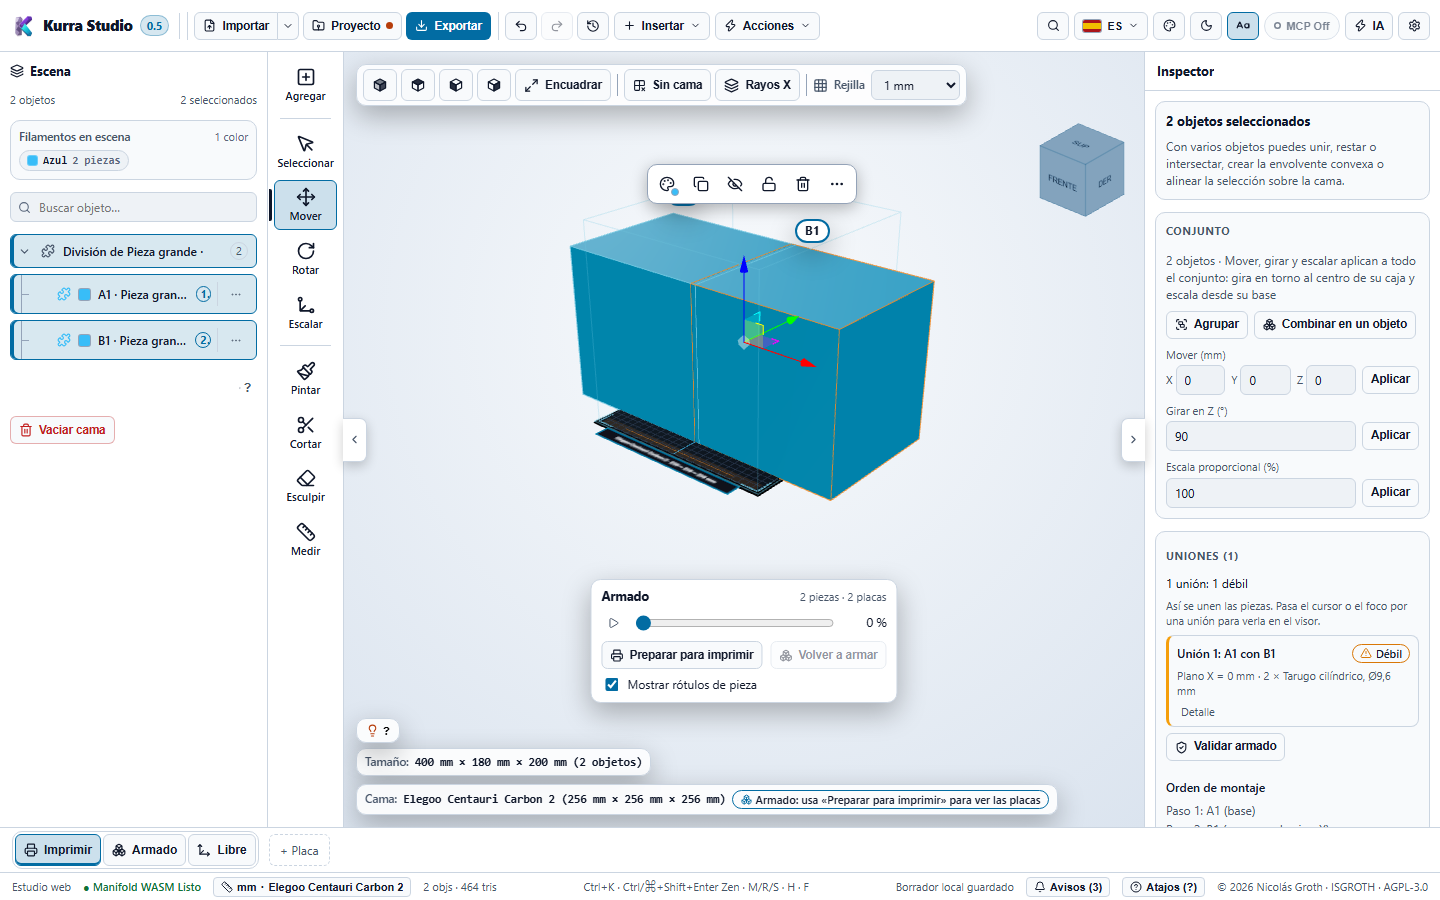 Kurra Studio 0.5
Importar
Proyecto
Exportar
Insertar
Acciones
ES
Aa
MCP Off
IA
Escena
2 objetos
2 seleccionados
Filamentos en escena
1 color
Azul 2 piezas
Buscar objeto...
División de Pieza grande ·
2
A1 · Pieza gran...
1
B1 · Pieza gran...
2
?
Vaciar cama
Agregar
Seleccionar
Mover
Rotar
Escalar
Pintar
Cortar
Esculpir
Medir
Encuadrar
Sin cama
Rayos X
Rejilla
1 mm
FRENTE
DER
B1
Armado
2 piezas · 2 placas
0 %
Preparar para imprimir
Volver a armar
Mostrar rótulos de pieza
?
Tamaño: 400 mm × 180 mm × 200 mm (2 objetos)
Cama: Elegoo Centauri Carbon 2 (256 mm × 256 mm × 256 mm)
Armado: usa «Preparar para imprimir» para ver las placas
Inspector
2 objetos seleccionados
Con varios objetos puedes unir, restar o
intersectar, crear la envolvente convexa o
alinear la selección sobre la cama.
CONJUNTO
2 objetos · Mover, girar y escalar aplican a todo
el conjunto: gira en torno al centro de su caja y
escala desde su base
Agrupar
Combinar en un objeto
Mover (mm)
X 0 Y 0 Z 0 Aplicar
Girar en Z (°)
90 Aplicar
Escala proporcional (%)
100 Aplicar
UNIONES (1)
1 unión: 1 débil
Así se unen las piezas. Pasa el cursor o el foco por
una unión para verla en el visor.
Unión 1: A1 con B1
Débil
Plano X = 0 mm · 2 × Tarugo cilíndrico, Ø9,6
mm
Detalle
Validar armado
Orden de montaje
Paso 1: A1 (base)
Imprimir
Armado
Libre
+ Placa
Estudio web
Manifold WASM Listo
mm · Elegoo Centauri Carbon 2
2 objs · 464 tris
Ctrl+K · Ctrl/⌘+Shift+Enter Zen · M/R/S · H · F
Borrador local guardado
Avisos (3)
Atajos (?)
© 2026 Nicolás Groth · ISGROTH · AGPL-3.0